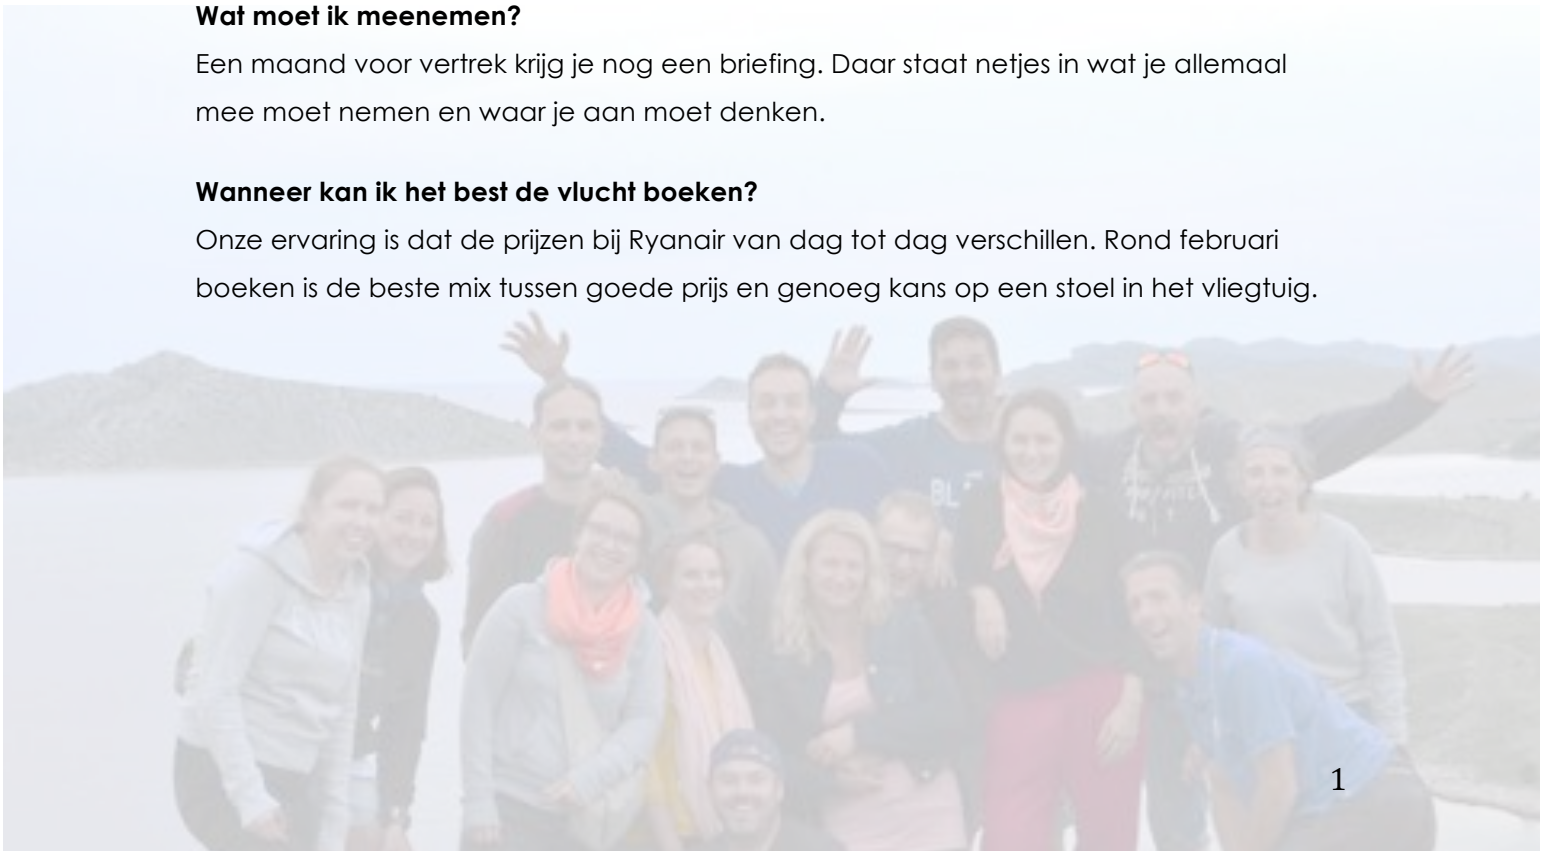 Wat moet ik meenemen?
Een maand voor vertrek krijg je nog een briefing. Daar staat netjes in wat je allemaal
mee moet nemen en waar je aan moet denken.
Wanneer kan ik het best de vlucht boeken?
Onze ervaring is dat de prijzen bij Ryanair van dag tot dag verschillen. Rond februari
boeken is de beste mix tussen goede prijs en genoeg kans op een stoel in het vliegtuig.
BL
1